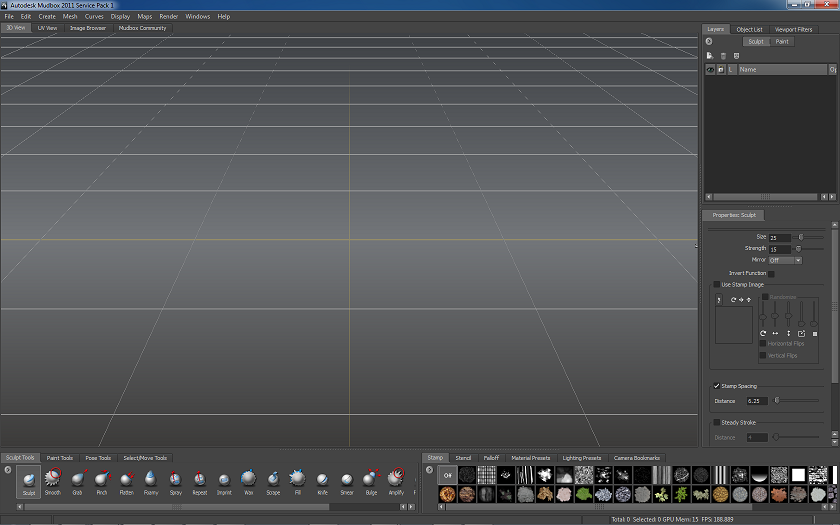 Autodesk Mudbox 2011 Service Pack 1
File Edit Create Mesh Curves Display Maps Render Windows Help
3D View UV View Image Browser Mudbox Community
Layers Object List Viewport Filters
Sculpt Paint
L Name Op
Properties: Sculpt
Size 25
Strength 15
Mirror Off
Invert Function
Use Stamp Image
Randomize
Horizontal Flips
Vertical Flips
Stamp Spacing
Distance 6.25
Steady Stroke
Distance
Sculpt Tools Paint Tools Pose Tools Select/Move Tools
Sculpt Smooth Grab Pinch Flatten Foamy Spray Repeat Imprint Wax Scrape Fill Knife Smear Bulge Amplify F
Stamp Stencil Falloff Material Presets Lighting Presets Camera Bookmarks
Off
Total: 0 Selected: 0 GPU Mem: 15 FPS: 188.889